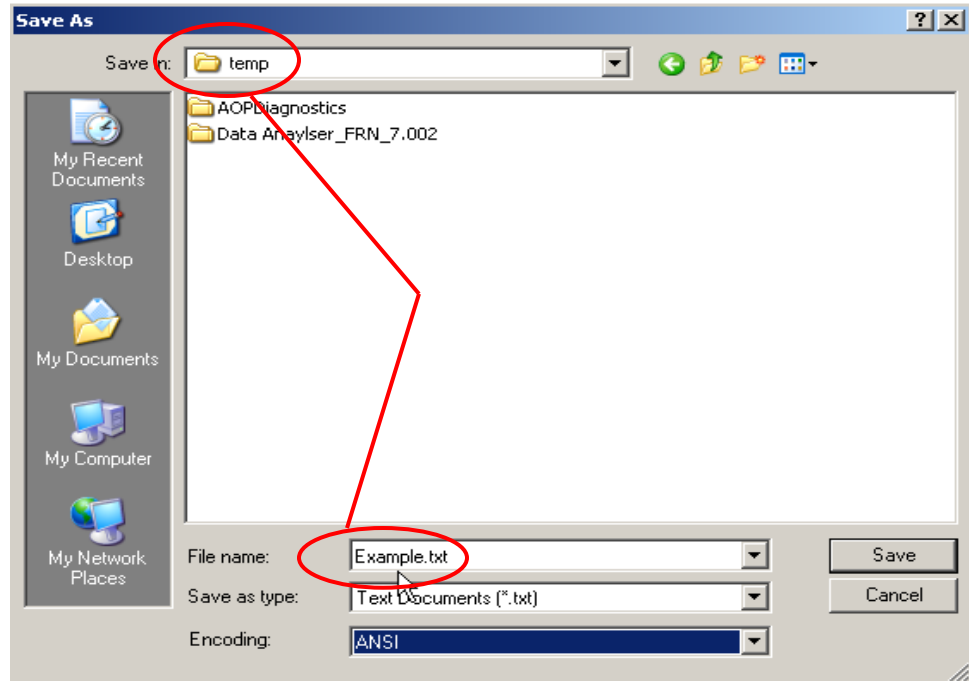 Save As
Save in: temp
AOPDiagnostics
Data Anaylser_FRN_7.002
My Recent
Documents
Desktop
My Documents
My Computer
My Network
Places
File name: Example.txt Save
Save as type: Text Documents (*.txt) Cancel
Encoding: ANSI